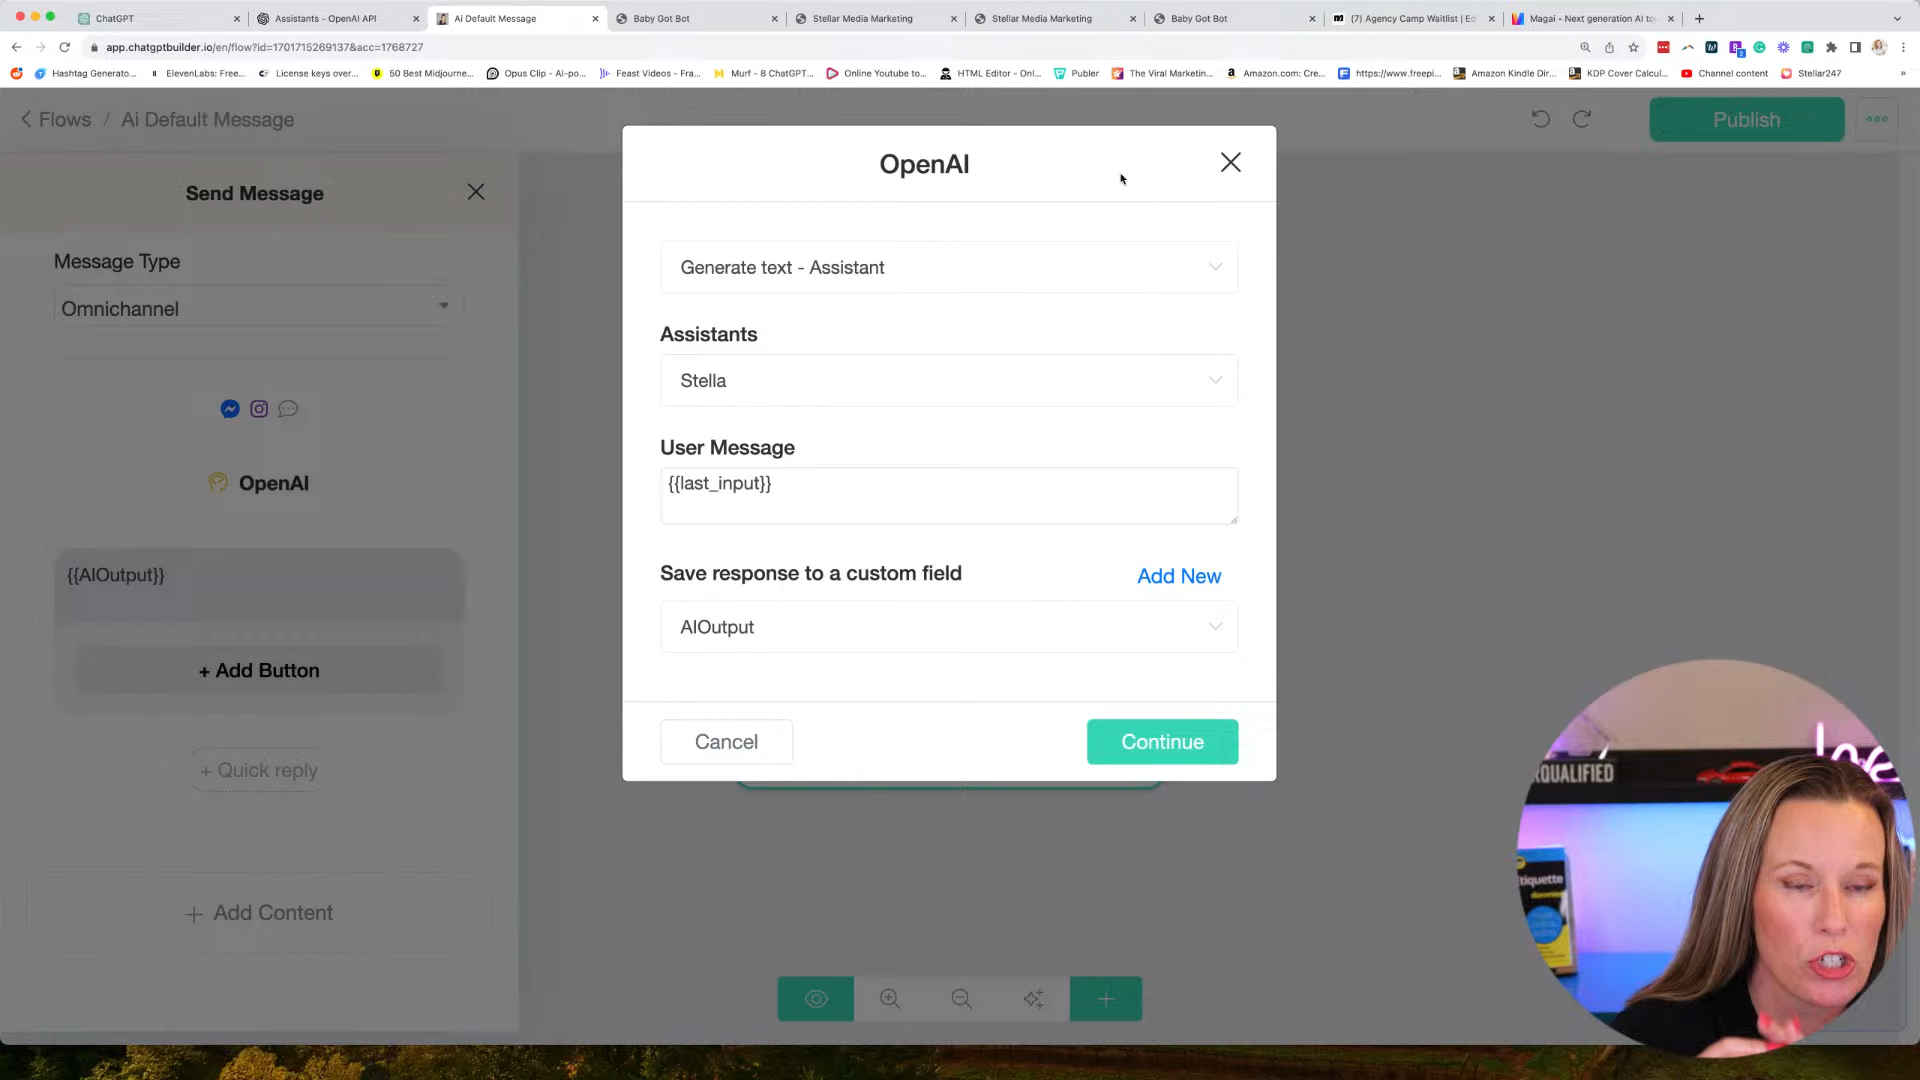 ChatGPT
Assistants - OpenAI API
Ai Default Message
Baby Got Bot
Stellar Media Marketing
Stellar Media Marketing
Baby Got Bot
(7) Agency Camp Waitlist | Ed
Magai - Next generation AI to
app.chatgptbuilder.io/en/flow?id=1701715269137&acc=1768727
Hashtag Generato...
ElevenLabs: Free...
License keys over...
50 Best Midjourne...
Opus Clip - AI-po...
Feast Videos - Fra...
Murf - 8 ChatGPT...
Online Youtube to...
HTML Editor - Onl...
Publer
The Viral Marketin...
Amazon.com: Cre...
https://www.freepi...
Amazon Kindle Dir...
KDP Cover Calcul...
Channel content
Stellar247
»
Flows / Ai Default Message
Publish
Send Message
Message Type
Omnichannel
OpenAI
{{AIOutput}}
+ Add Button
+ Quick reply
+ Add Content
OpenAI
Generate text - Assistant
Assistants
Stella
User Message
{{last_input}}
Save response to a custom field
Add New
AIOutput
Cancel
Continue
RQUALIFIED
tiquette